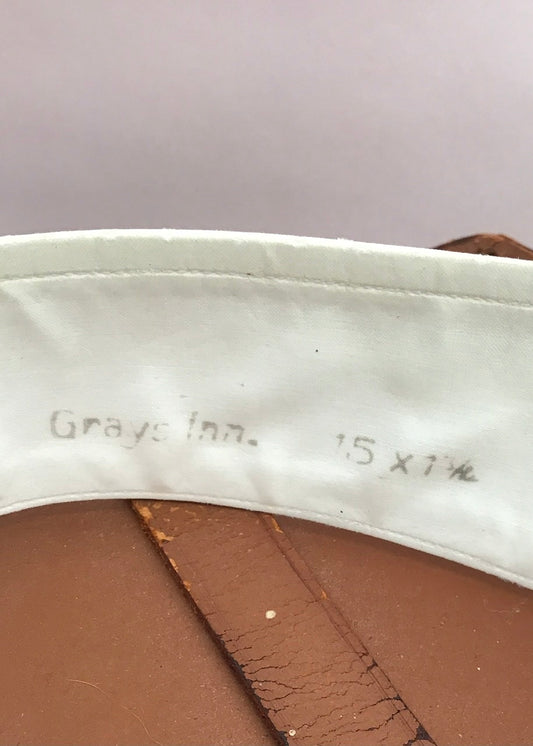 Grays Inn. 15 x 1¾